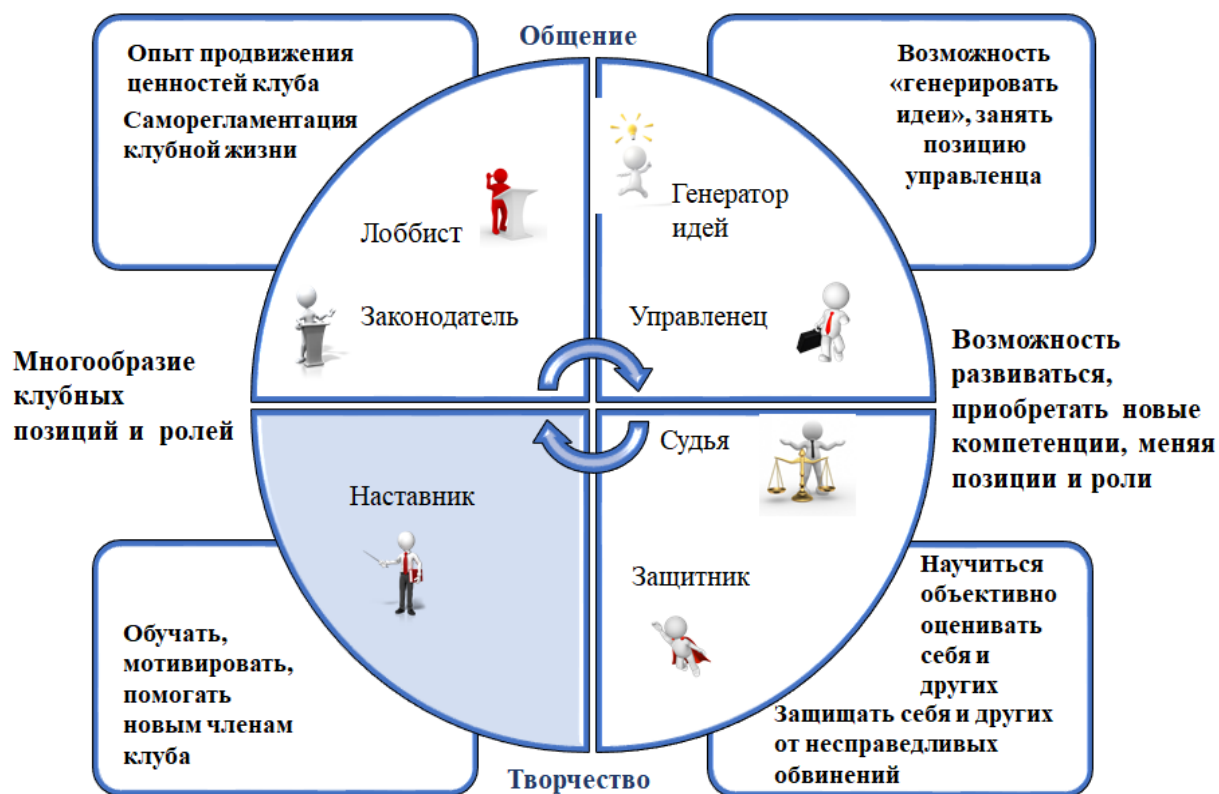 Общение
Опыт продвижения
ценностей клуба
Саморегламентация
клубной жизни
Возможность
«генерировать
идеи», занять
позицию
управленца
Лоббист
Законодатель
Генератор
идей
Управленец
Многообразие
клубных
позиций и ролей
Возможность
развиваться,
приобретать новые
компетенции, меняя
позиции и роли
Наставник
Судья
Защитник
Обучать,
мотивировать,
помогать
новым членам
клуба
Научиться
объективно
оценивать
себя и
других
Защищать себя и других
от несправедливых
обвинений
Творчество